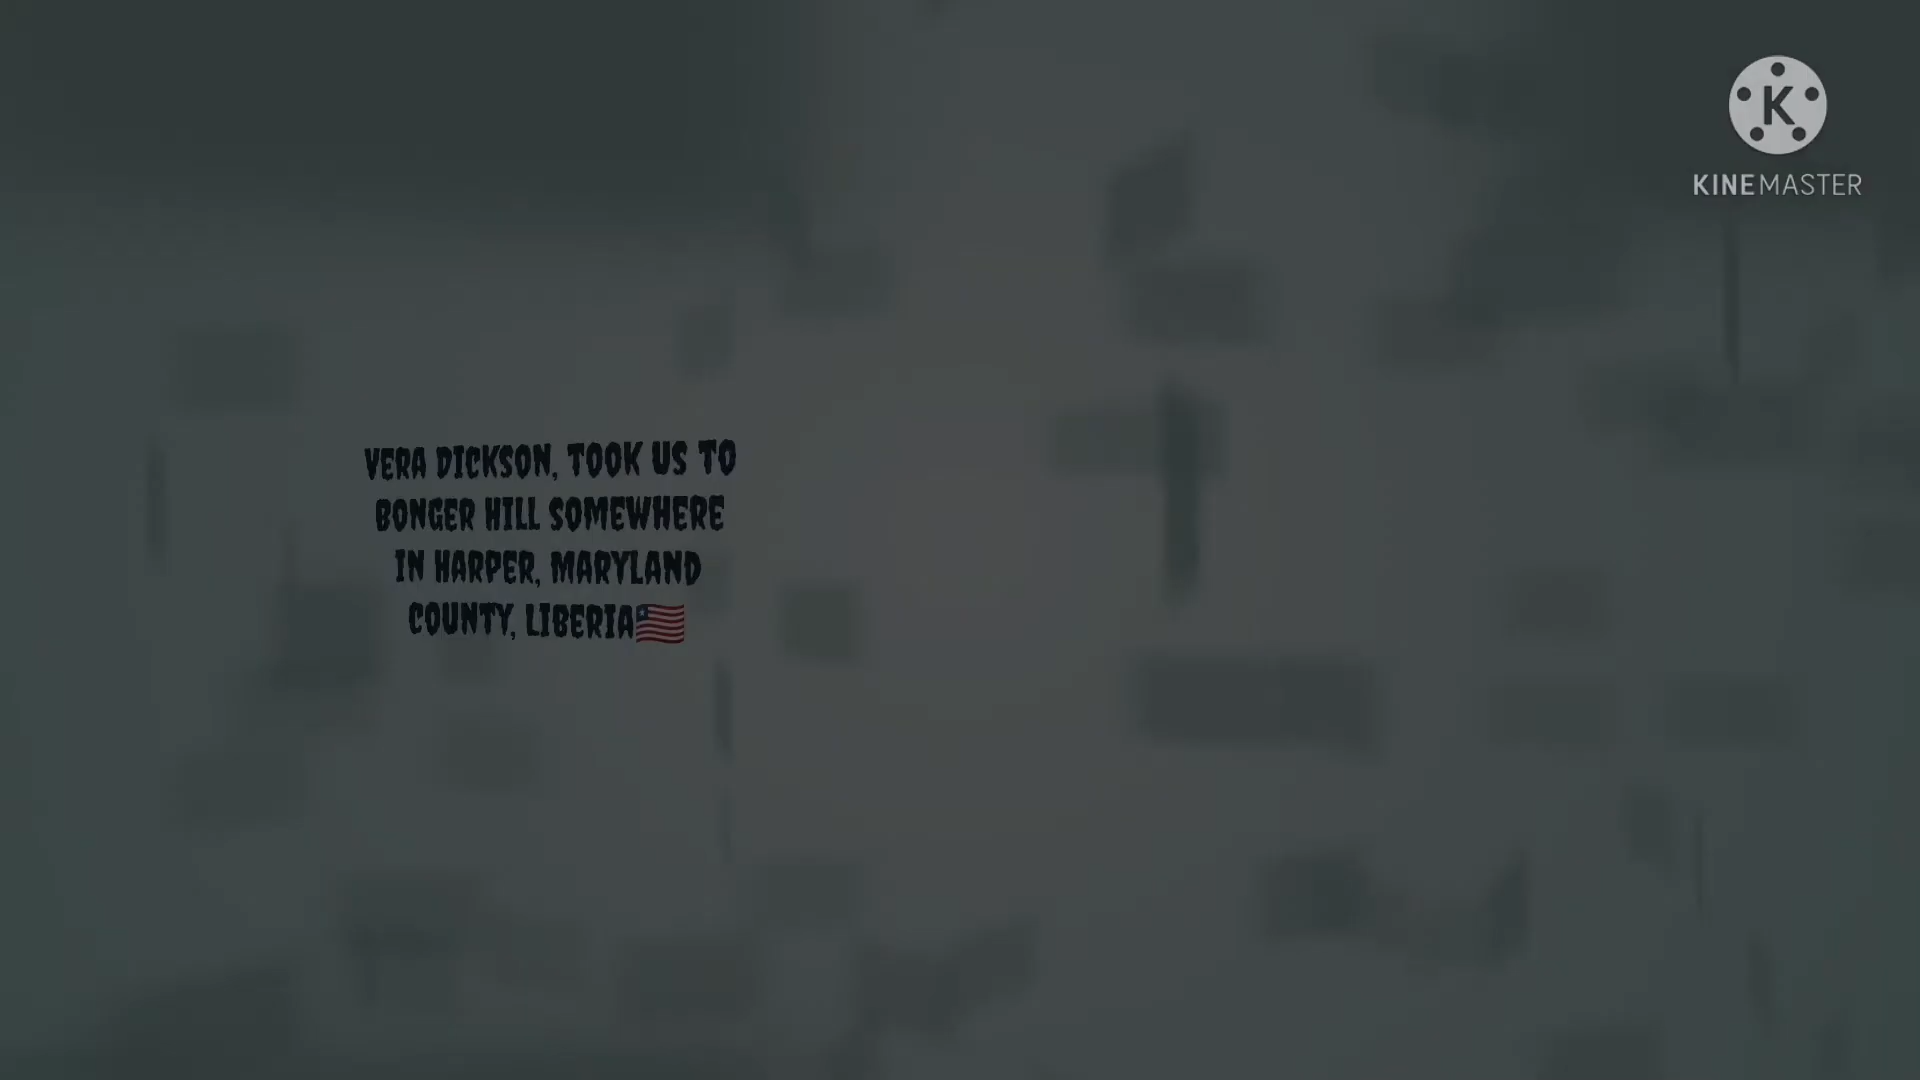 VERA DICKSON, TOOK US TO
BONGER HILL SOMEWHERE
IN HARPER, MARYLAND
COUNTY, LIBERIA🇱🇷
K
KINEMASTER